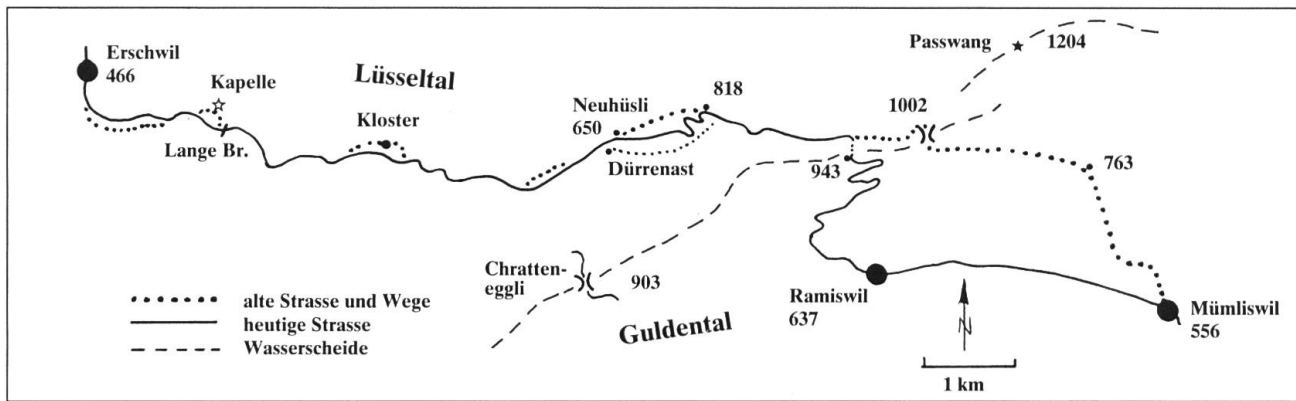 Passwang
1204
Erschwil
466
Kapelle
Lüsseltal
818
1002
Neuhüsli
650
Kloster
Lange Br.
Dürrenast
943
763
Chratten-
eggli
903
alte Strasse und Wege
heutige Strasse
Wasserscheide
Guldental
Ramiswil
637
N
Mümliswil
556
1 km